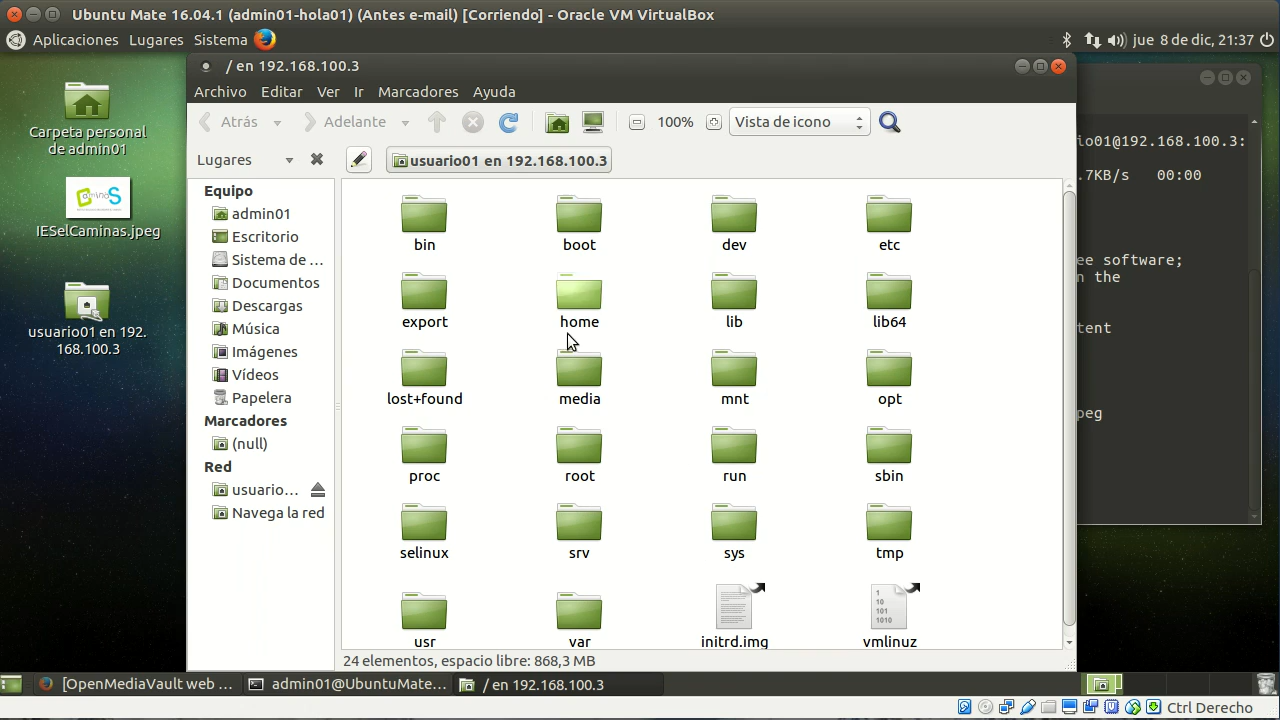 Ubuntu Mate 16.04.1 (admin01-hola01) (Antes e-mail) [Corriendo] - Oracle VM VirtualBox
Aplicaciones Lugares Sistema
jue 8 de dic, 21:37
/ en 192.168.100.3
Archivo Editar Ver Ir Marcadores Ayuda
Atrás Adelante 100% Vista de icono
Lugares
usuario01 en 192.168.100.3
Carpeta personal
de admin01
IESelCaminas.jpeg
usuario01 en 192.
168.100.3
Equipo
admin01
Escritorio
Sistema de ...
Documentos
Descargas
Música
Imágenes
Vídeos
Papelera
Marcadores
(null)
Red
usuario...
Navega la red
bin boot dev etc
export home lib lib64
lost+found media mnt opt
proc root run sbin
selinux srv sys tmp
usr var initrd.img vmlinuz
24 elementos, espacio libre: 868,3 MB
io01@192.168.100.3:
.7KB/s 00:00
ee software;
n the
tent
peg
[OpenMediaVault web ...
admin01@UbuntuMate...
/ en 192.168.100.3
Ctrl Derecho